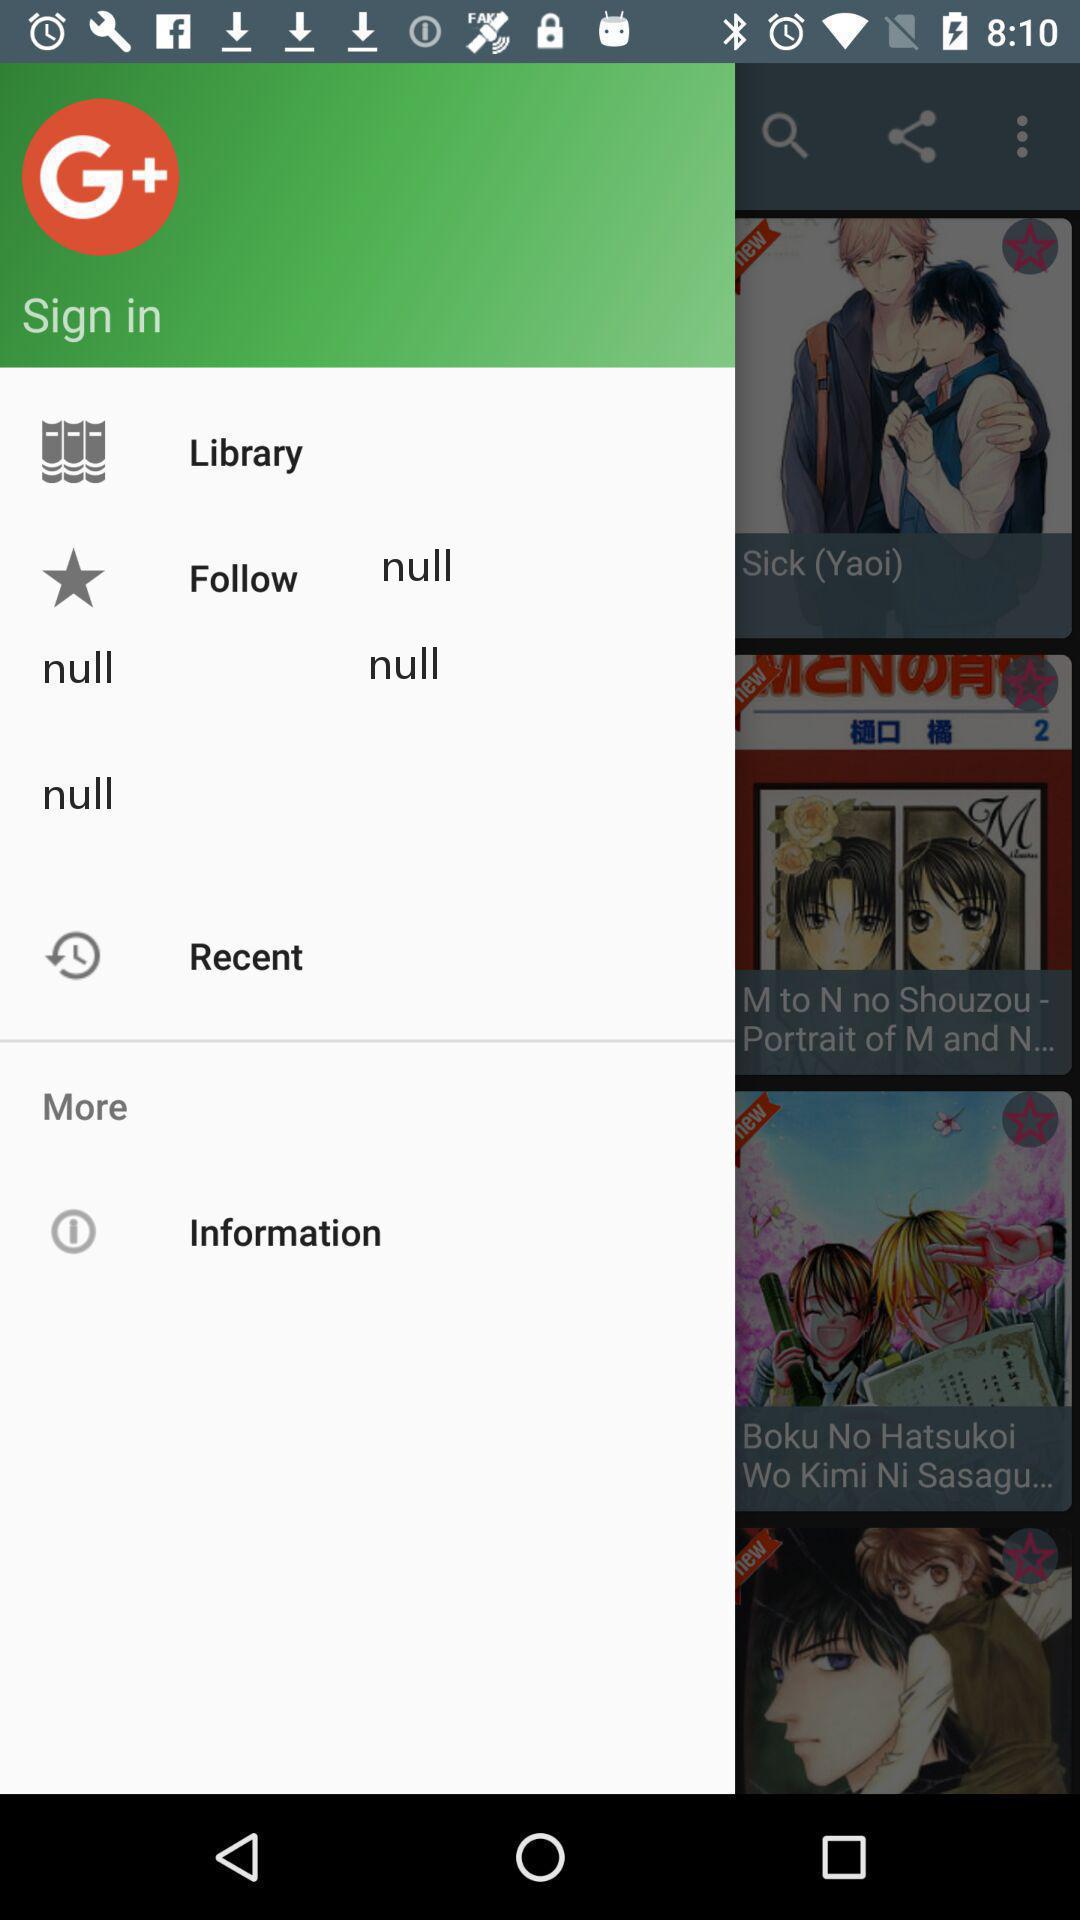 FAKE
8:10
G+
Sign in
Library
Follow
null
null
null
null
Recent
More
Information
new
Sick (Yaoi)
new
MとNの肖
樋口 橘 2
M
M to N no Shouzou -
Portrait of M and N...
new
Boku No Hatsukoi
Wo Kimi Ni Sasagu...
new